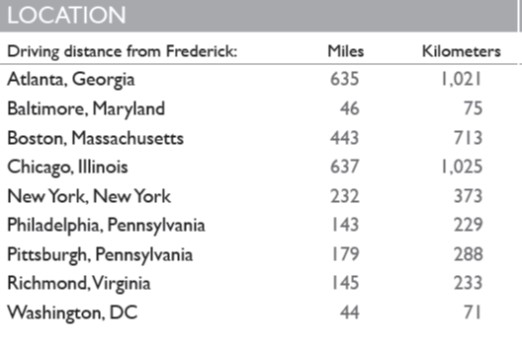 LOCATION
Driving distance from Frederick: Miles Kilometers
Atlanta, Georgia 635 1,021
Baltimore, Maryland 46 75
Boston, Massachusetts 443 713
Chicago, Illinois 637 1,025
New York, New York 232 373
Philadelphia, Pennsylvania 143 229
Pittsburgh, Pennsylvania 179 288
Richmond, Virginia 145 233
Washington, DC 44 71